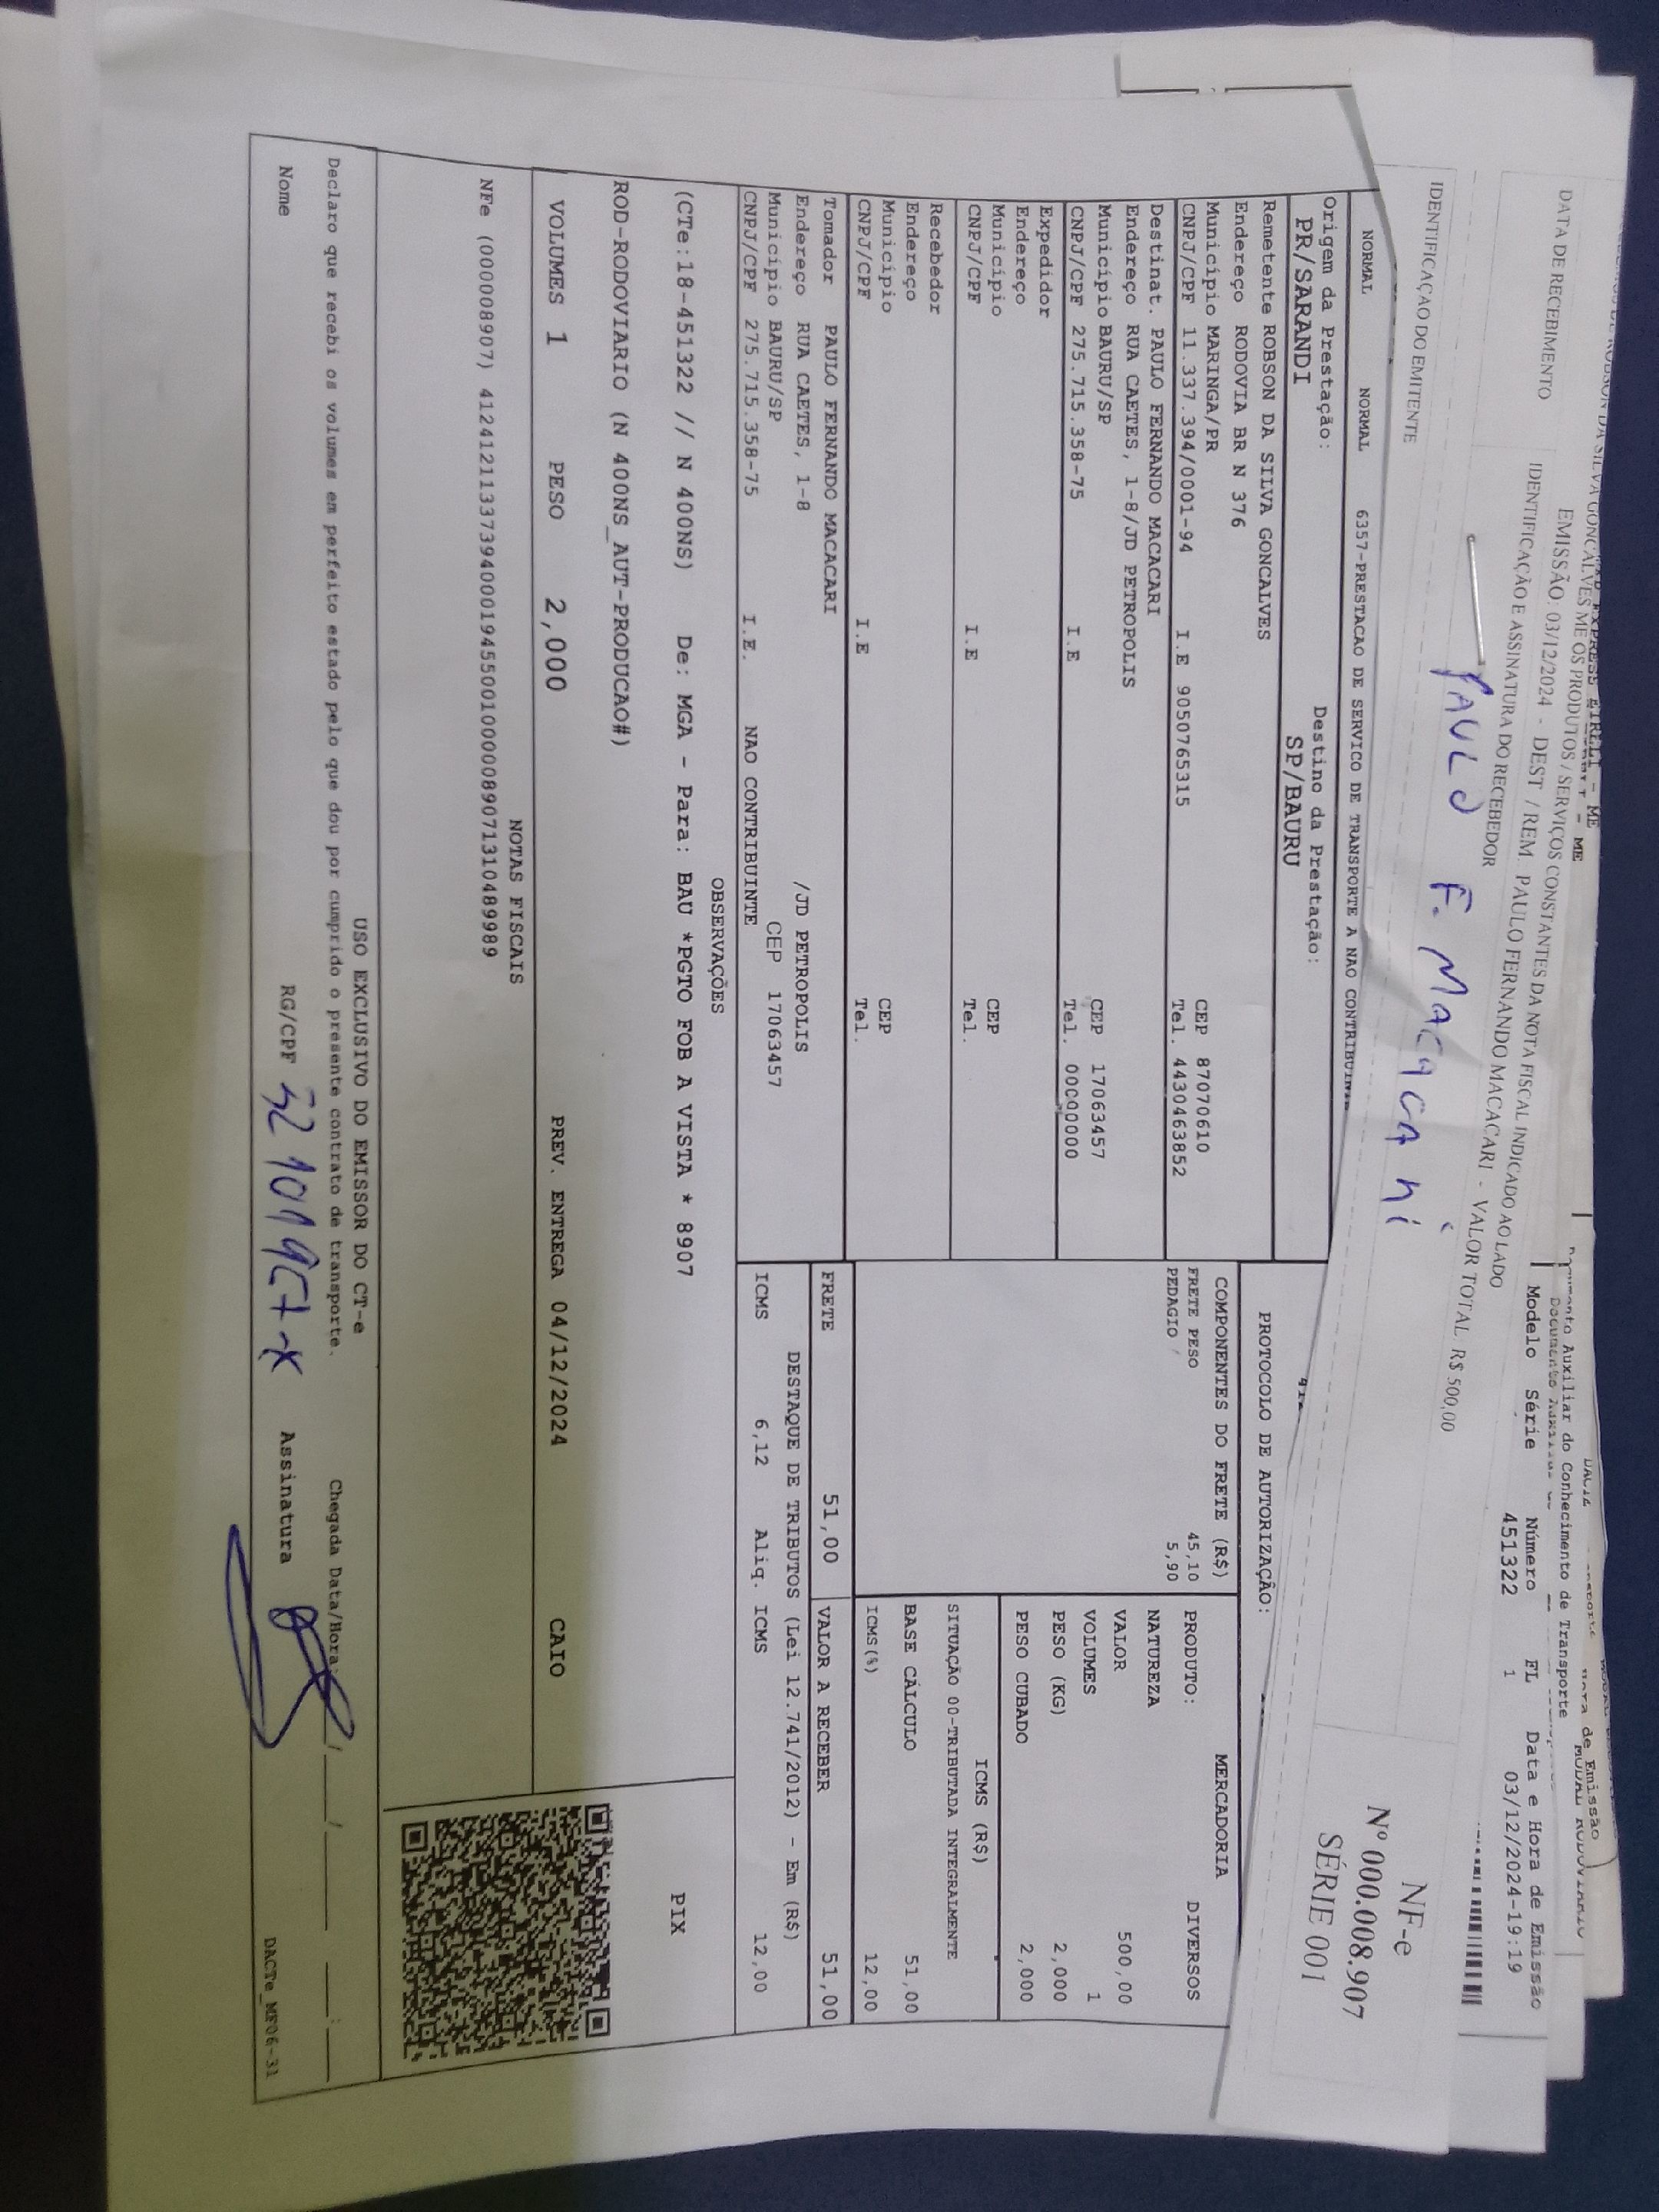 EXPRESS EIRELI - ME
DATA DE RECEBIMENTO
EMISSÃO: 03/12/2024 - DEST / REM. PAULO FERNANDO MACACARI - VALOR TOTAL R$ 500,00
IDENTIFICAÇÃO E ASSINATURA DO RECEBEDOR
IDENTIFICAÇAO DO EMITENTE
PAULO F. Macacari
Documento Auxiliar do Conhecimento de Transporte
Modelo Série Número FL Data e Hora de Emissão
451322 1 03/12/2024-19:19
NF-e
Nº 000.008.907
SÉRIE 001
NORMAL NORMAL 6357-PRESTACAO DE SERVICO DE TRANSPORTE A NAO
Origem da Prestação: Destino da Prestação:
PR/SARANDI SP/BAURU
PROTOCOLO DE AUTORIZAÇÃO:
Remetente ROBSON DA SILVA GONCALVES
Endereço RODOVIA BR N 376
Município MARINGA/PR CEP 87070610
CNPJ/CPF 11.337.394/0001-94 I.E 9050765315 Tel. 4430463852
Destinat. PAULO FERNANDO MACACARI
Endereço RUA CAETES, 1-8/JD PETROPOLIS
Município BAURU/SP CEP 17063457
CNPJ/CPF 275.715.358-75 I.E Tel. 00000000
Expedidor
Endereço
Município CEP
CNPJ/CPF I.E Tel.
Recebedor
Endereço
Município CEP
CNPJ/CPF I.E Tel.
COMPONENTES DO FRETE (R$)
FRETE PESO 45,10
PEDAGIO 5,90
MERCADORIA
PRODUTO: DIVERSOS
NATUREZA
VALOR 500,00
VOLUMES 1
PESO (KG) 2,000
PESO CUBADO 2,000
ICMS (R$)
SITUAÇÃO 00-TRIBUTADA INTEGRALMENTE
BASE CÁLCULO 51,00
ICMS(%) 12,00
Tomador PAULO FERNANDO MACACARI
Endereço RUA CAETES, 1-8 /JD PETROPOLIS
Município BAURU/SP CEP 17063457
CNPJ/CPF 275.715.358-75 I.E. NAO CONTRIBUINTE
FRETE 51,00 VALOR A RECEBER 51,00
DESTAQUE DE TRIBUTOS (Lei 12.741/2012) - Em (R$)
ICMS 6,12 Aliq. ICMS 12,00
OBSERVAÇÕES
(CTe:18-451322 // N 400NS) De: MGA - Para: BAU *PGTO FOB A VISTA * 8907
ROD-RODOVIARIO (N 400NS_AUT-PRODUCAO#)
PIX
VOLUMES 1 PESO 2,000 PREV. ENTREGA 04/12/2024 CAIO
NOTAS FISCAIS
NFe (000008907) 41241211337394000194550010000089071310489989
USO EXCLUSIVO DO EMISSOR DO CT-e
Declaro que recebi os volumes em perfeito estado pelo que dou por cumprido o presente contrato de transporte. Chegada Data/Hora:
Nome RG/CPF Assinatura
DACTe_MF06-31